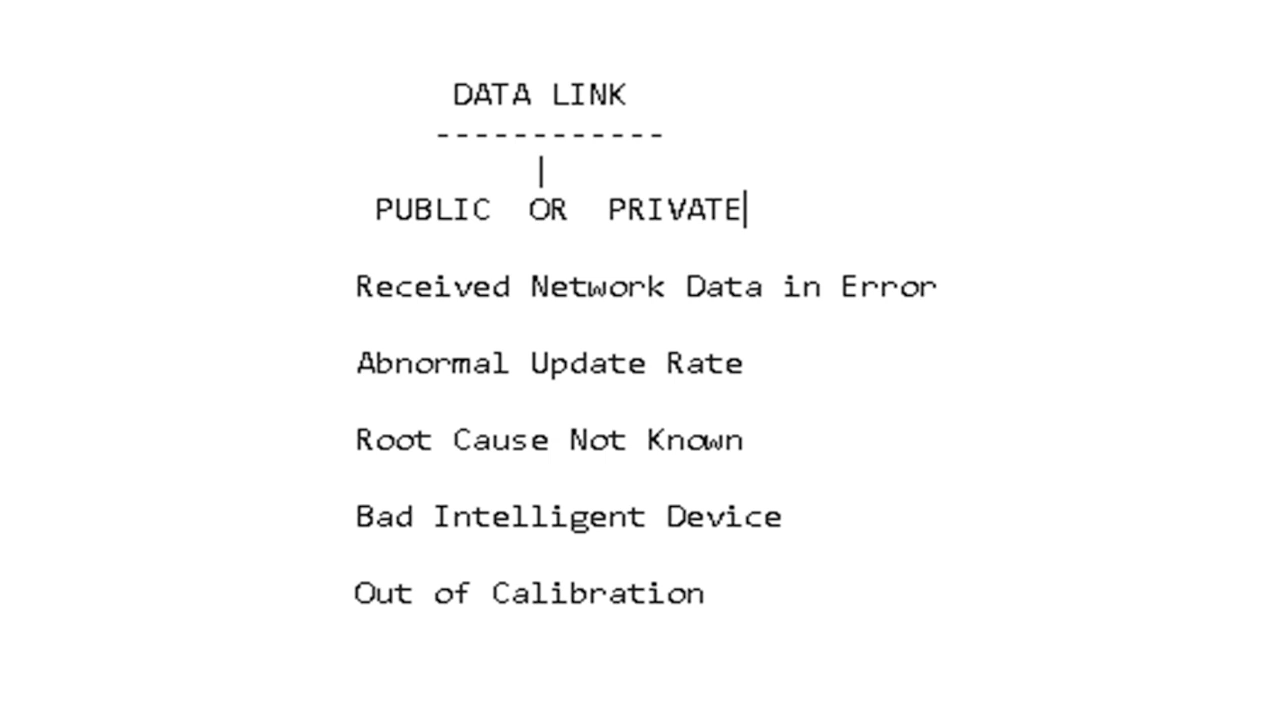 DATA LINK
------------
|
PUBLIC OR PRIVATE
Received Network Data in Error
Abnormal Update Rate
Root Cause Not Known
Bad Intelligent Device
Out of Calibration